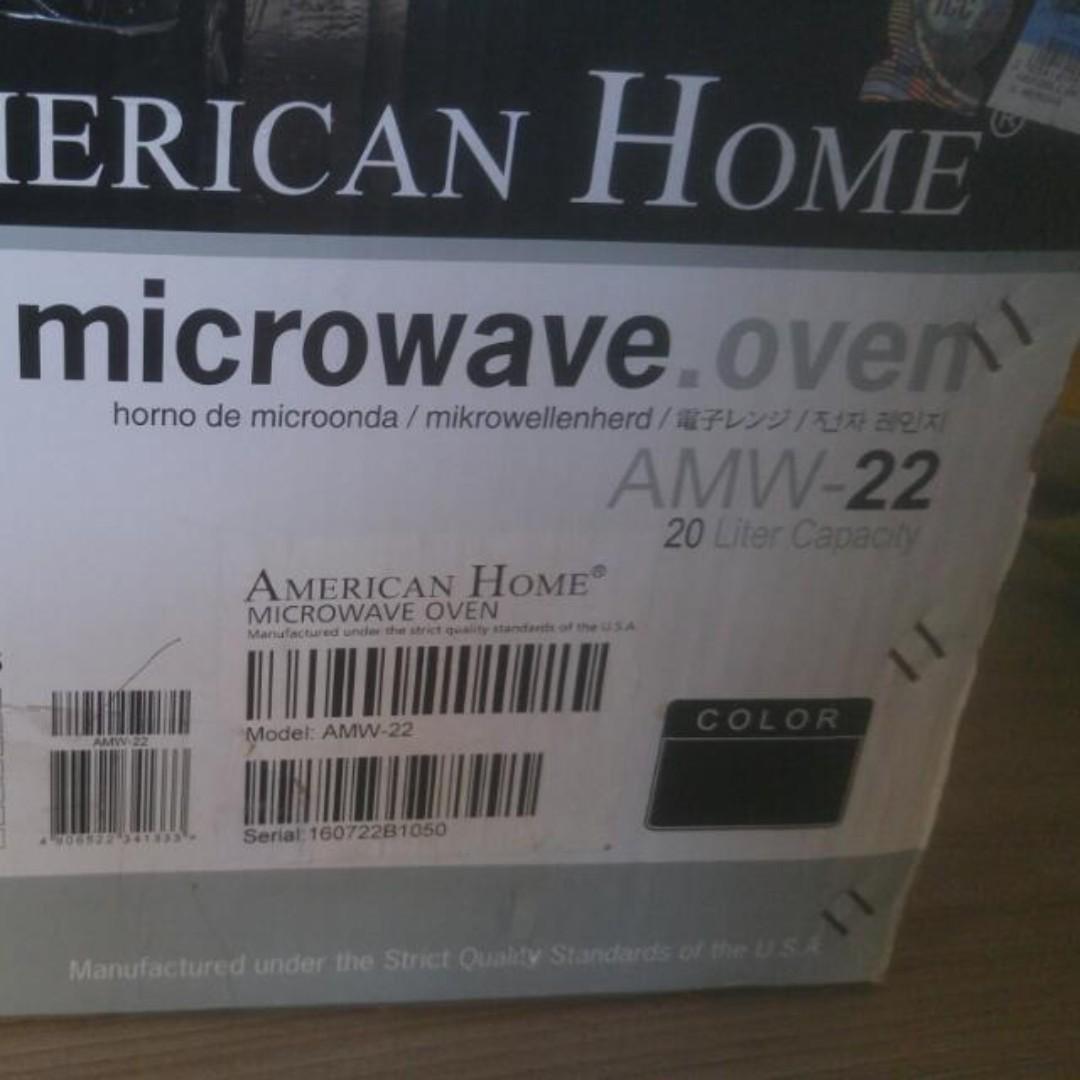 ICC
MERICAN HOME®
microwave.oven
horno de microonda / mikrowellenherd / 電子レンジ / 전자 레인지
AMW-22
20 Liter Capacity
AMERICAN HOME®
MICROWAVE OVEN
Manufactured under the strict quality standards of the U.S.A.
Model: AMW-22
AMW-22
COLOR
Serial:160722B1050
Manufactured under the Strict Quality Standards of the U.S.A.